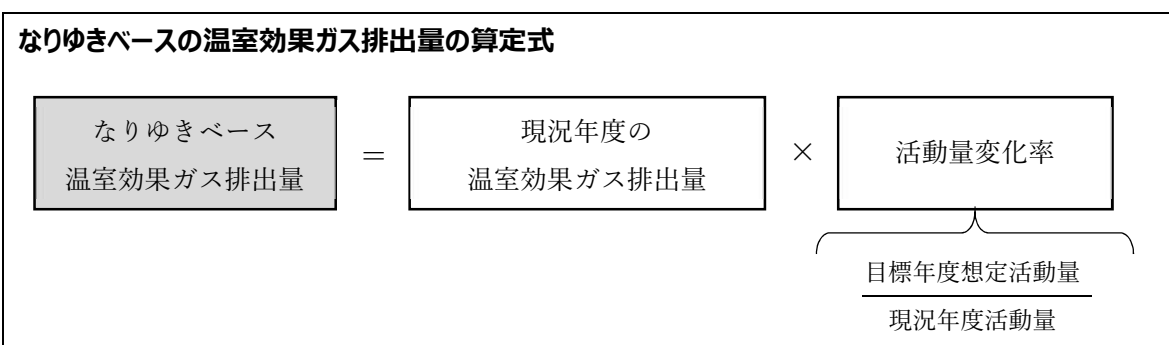 なりゆきベースの温室効果ガス排出量の算定式
なりゆきベース
温室効果ガス排出量
=
現況年度の
温室効果ガス排出量
×
活動量変化率
目標年度想定活動量
現況年度活動量